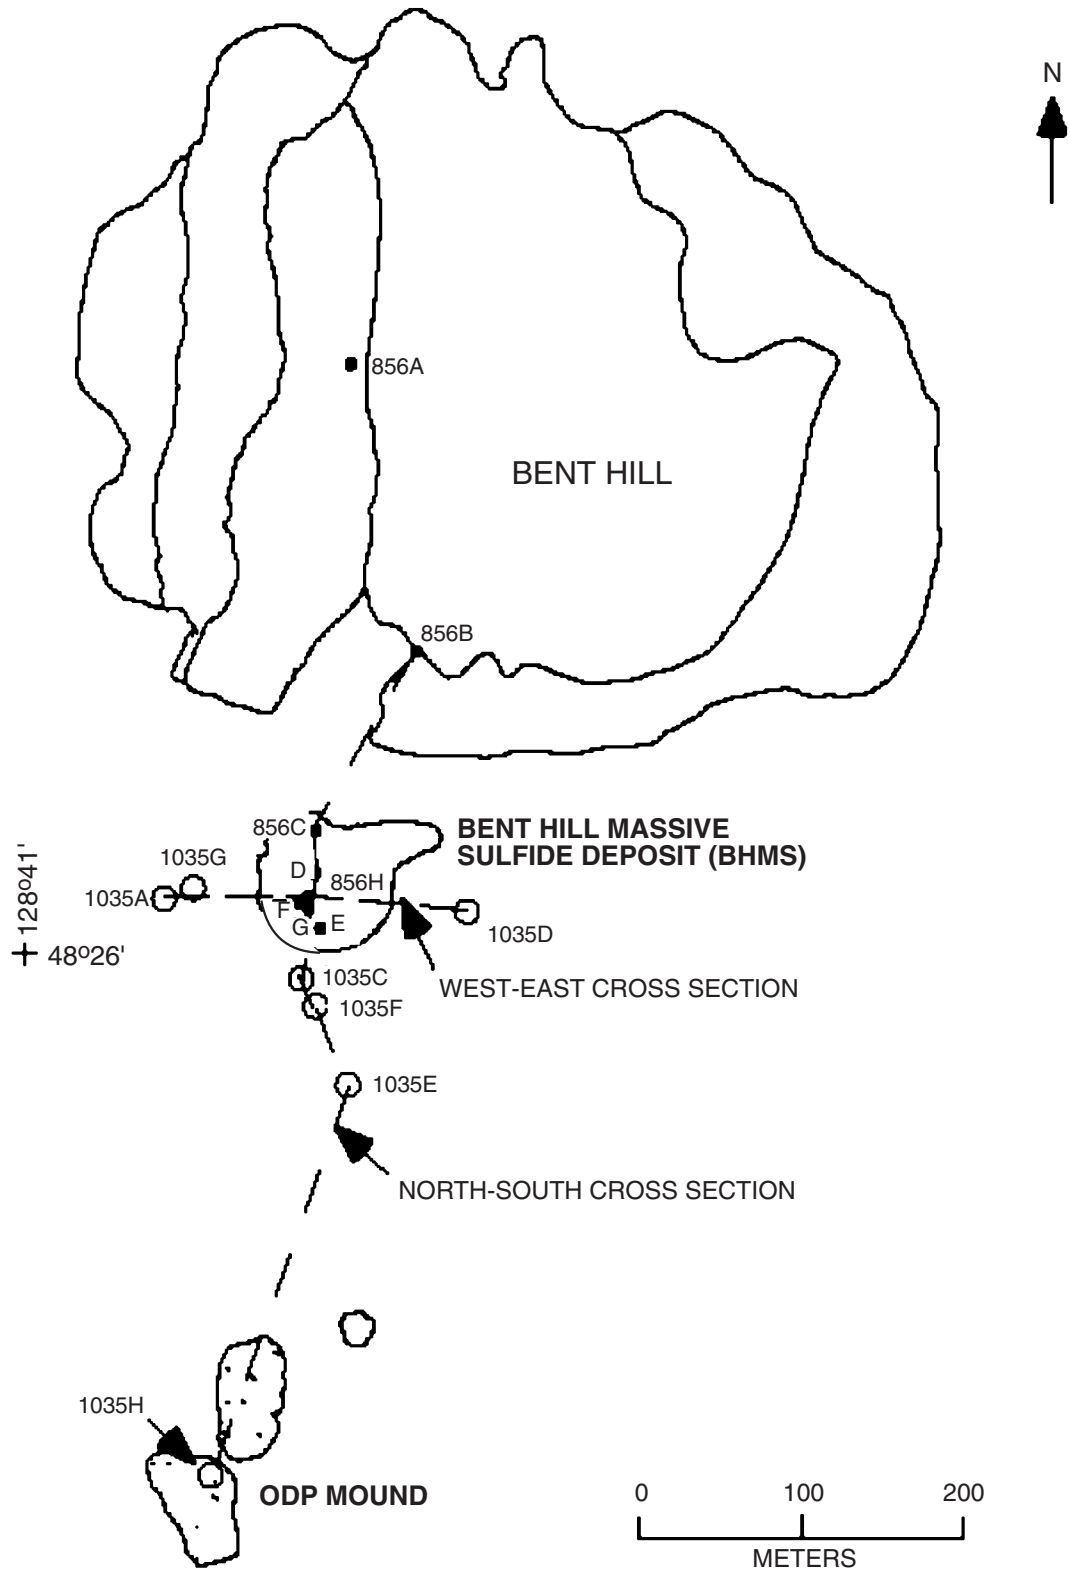 N
856A
BENT HILL
856B
856C
BENT HILL MASSIVE
SULFIDE DEPOSIT (BHMS)
1035G
D
856H
1035A
F
G
E
1035D
128º41'
48º26'
1035C
WEST-EAST CROSS SECTION
1035F
1035E
NORTH-SOUTH CROSS SECTION
1035H
ODP MOUND
0 100 200
METERS